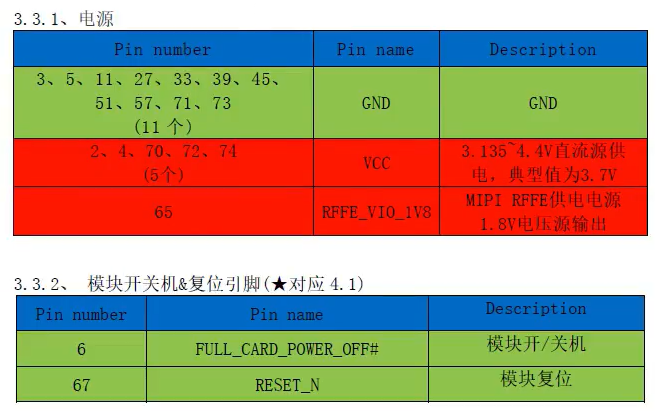 3.3.1、电源
Pin number Pin name Description
3、5、11、27、33、39、45、
51、57、71、73
(11 个)
GND
GND
2、4、70、72、74
(5个)
VCC
3.135~4.4V直流源供
电，典型值为3.7V
65
RFFE_VIO_1V8
MIPI RFFE供电电源
1.8V电压源输出
3.3.2、 模块开关机&复位引脚(★对应 4.1)
Pin number Pin name Description
6 FULL_CARD_POWER_OFF# 模块开/关机
67 RESET_N 模块复位